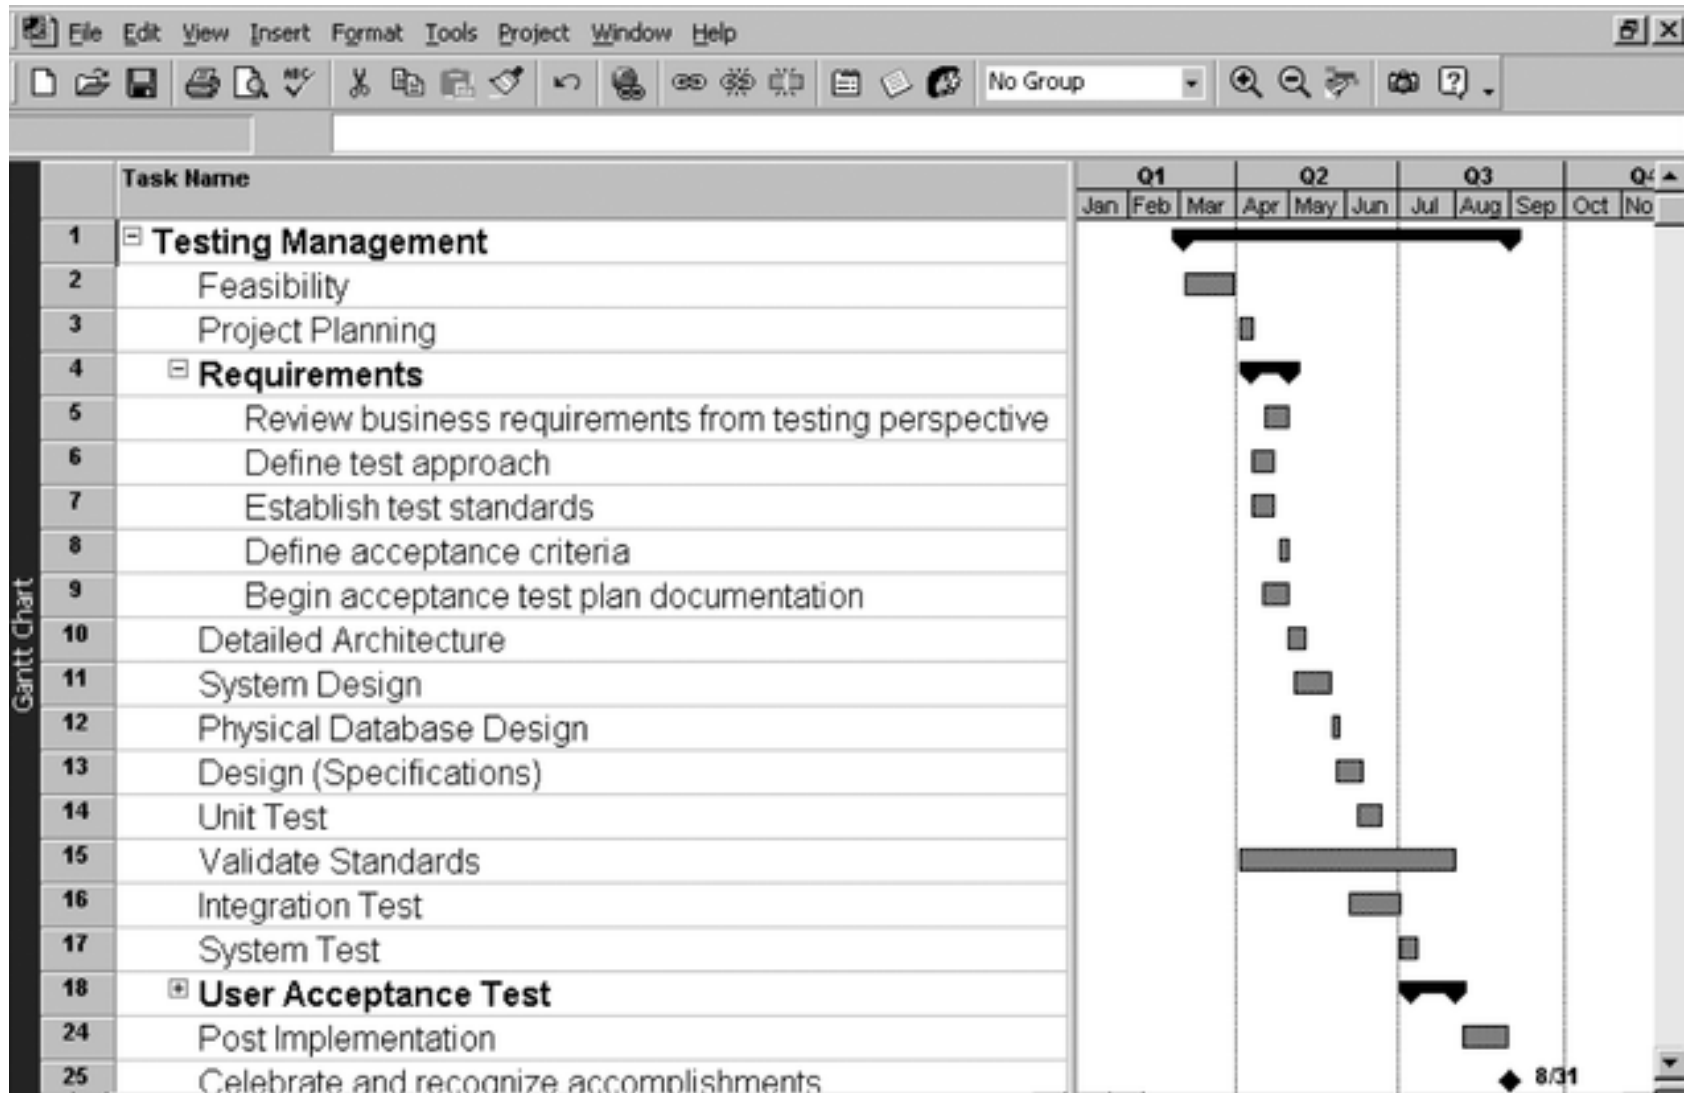 File Edit View Insert Format Tools Project Window Help
ABC No Group
Task Name Q1 Q2 Q3
Jan Feb Mar Apr May Jun Jul Aug Sep Oct
1 Testing Management
2 Feasibility
3 Project Planning
4 Requirements
5 Review business requirements from testing perspective
6 Define test approach
7 Establish test standards
8 Define acceptance criteria
9 Begin acceptance test plan documentation
10 Detailed Architecture
11 System Design
12 Physical Database Design
13 Design (Specifications)
14 Unit Test
15 Validate Standards
16 Integration Test
17 System Test
18 User Acceptance Test
24 Post Implementation
25 Celebrate and recognize accomplishments 8/31
Gantt Chart